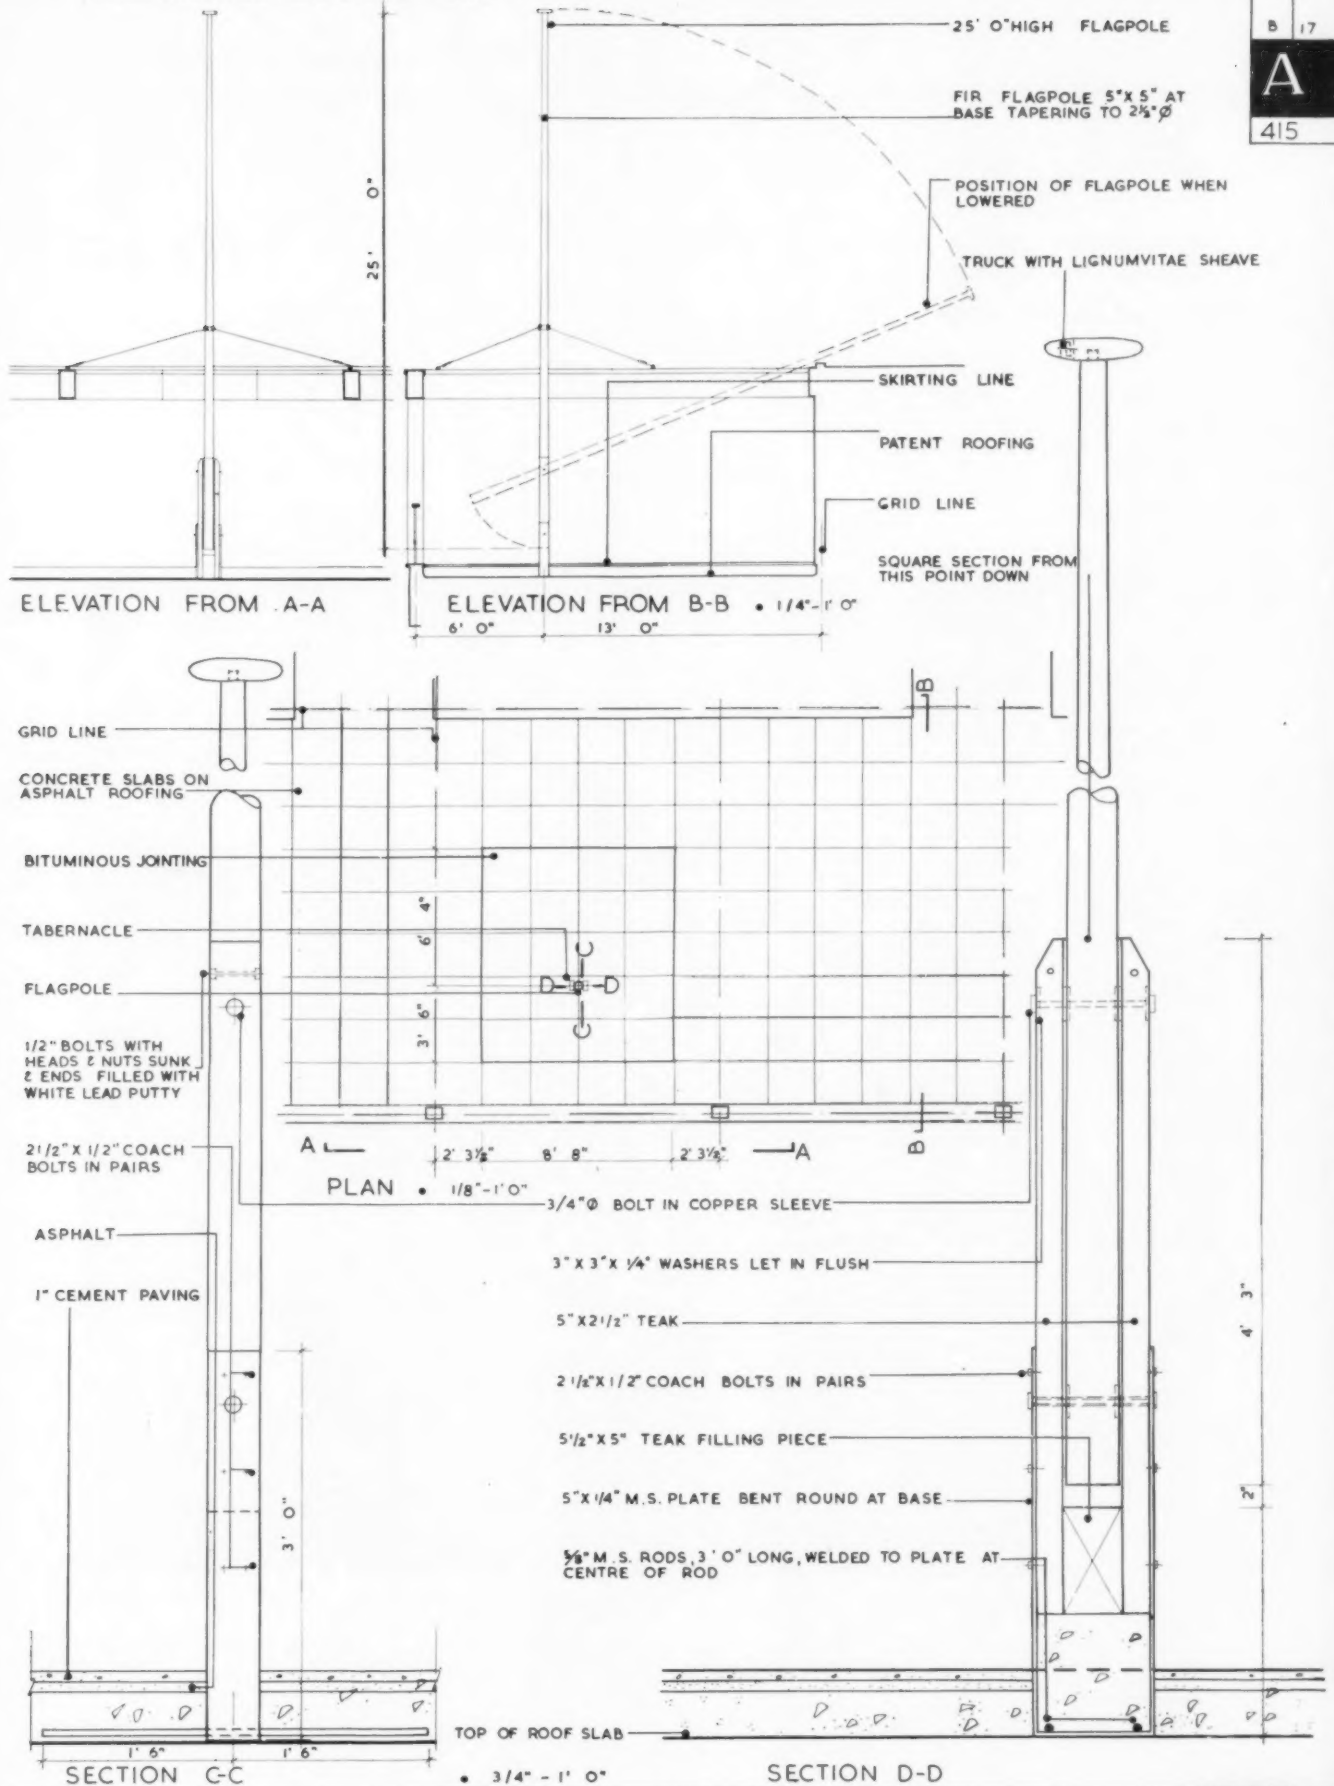 25' 0" HIGH FLAGPOLE
B 17
A
415
FIR FLAGPOLE 5" X 5" AT
BASE TAPERING TO 2½" Ø
POSITION OF FLAGPOLE WHEN
LOWERED
TRUCK WITH LIGNUMVITAE SHEAVE
25' 0"
SKIRTING LINE
PATENT ROOFING
GRID LINE
SQUARE SECTION FROM
THIS POINT DOWN
ELEVATION FROM A-A
ELEVATION FROM B-B • 1/4"-1' 0"
6' 0" 13' 0"
B
GRID LINE
CONCRETE SLABS ON
ASPHALT ROOFING
BITUMINOUS JOINTING
6' 4"
TABERNACLE
C
FLAGPOLE
D D
3' 6"
C
1/2" BOLTS WITH
HEADS & NUTS SUNK
& ENDS FILLED WITH
WHITE LEAD PUTTY
A A
B
2 1/2" X 1/2" COACH
BOLTS IN PAIRS
2' 3½" 8' 8" 2' 3½"
PLAN • 1/8"-1' 0"
3/4" Ø BOLT IN COPPER SLEEVE
ASPHALT
3" X 3" X 1/4" WASHERS LET IN FLUSH
1" CEMENT PAVING
5" X 2 1/2" TEAK
4' 3"
2 1/2" X 1/2" COACH BOLTS IN PAIRS
5 1/2" X 5" TEAK FILLING PIECE
3' 0"
5" X 1/4" M.S. PLATE BENT ROUND AT BASE
2"
5/8" M.S. RODS, 3' 0" LONG, WELDED TO PLATE AT
CENTRE OF ROD
TOP OF ROOF SLAB
1' 6" 1' 6"
SECTION C-C
• 3/4" - 1' 0"
SECTION D-D